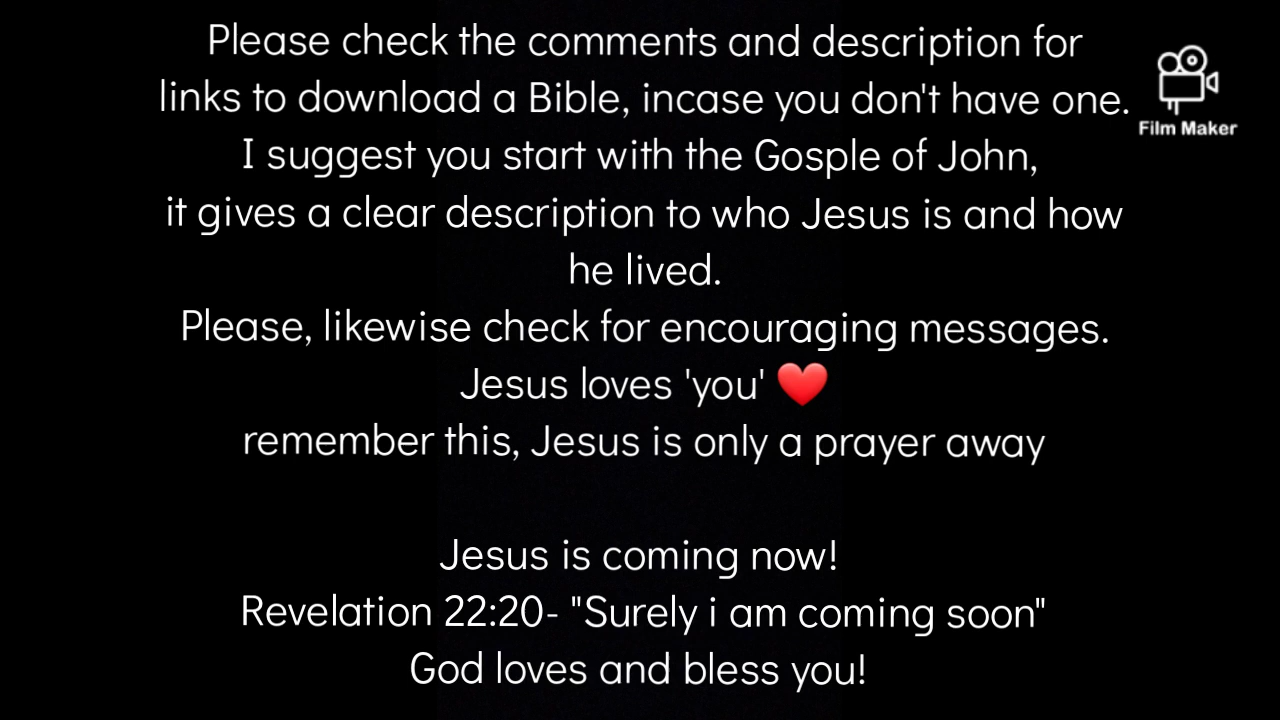 Please check the comments and description for
links to download a Bible, incase you don't have one.
Film Maker
I suggest you start with the Gosple of John,
it gives a clear description to who Jesus is and how
he lived.
Please, likewise check for encouraging messages.
Jesus loves 'you' ❤️
remember this, Jesus is only a prayer away
Jesus is coming now!
Revelation 22:20- "Surely i am coming soon"
God loves and bless you!